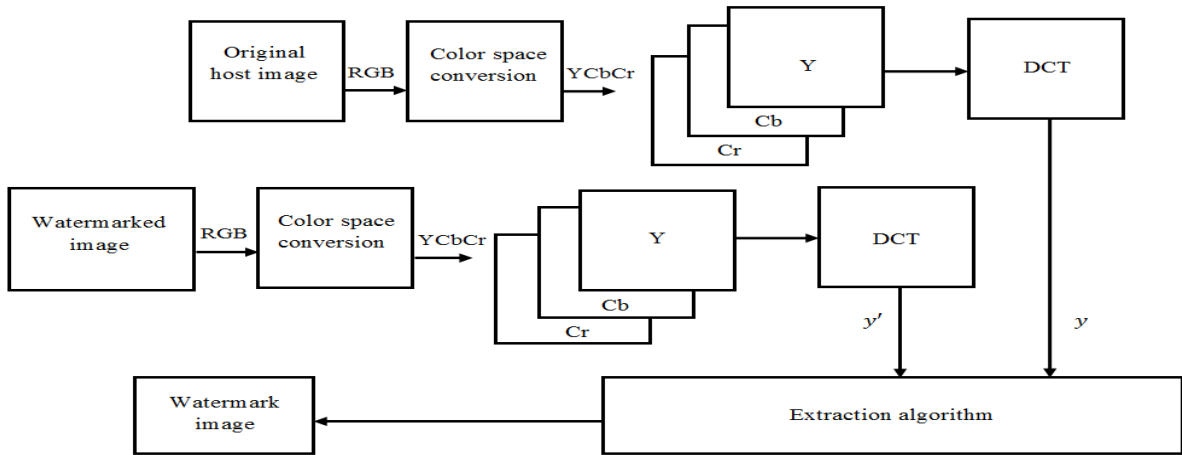 Original
host image
RGB
Color space
conversion
YCbCr
Y
Cb
Cr
DCT
Watermarked
image
RGB
Color space
conversion
YCbCr
Y
Cb
Cr
DCT
y′
y
Watermark
image
Extraction algorithm